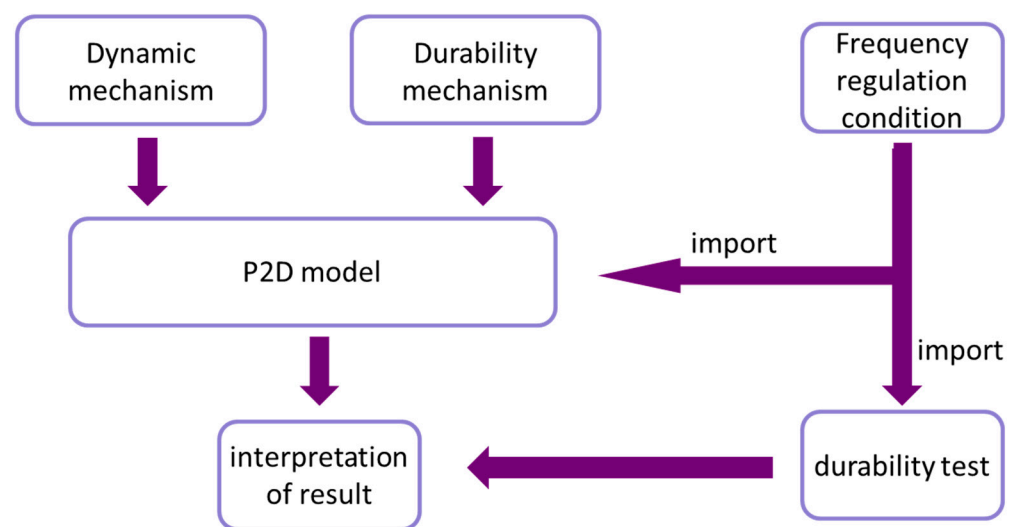 Dynamic
mechanism
Durability
mechanism
Frequency
regulation
condition
import
P2D model
import
interpretation
of result
durability test